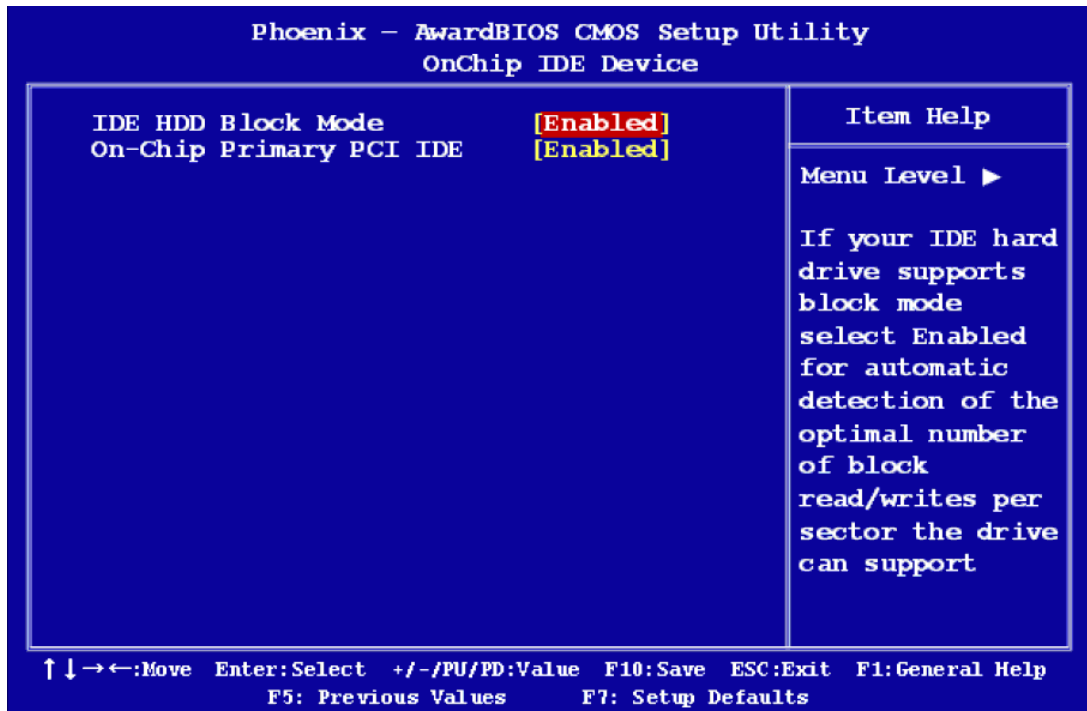 Phoenix – AwardBIOS CMOS Setup Utility
OnChip IDE Device
IDE HDD Block Mode [Enabled]
On-Chip Primary PCI IDE [Enabled]
Item Help
Menu Level ▶
If your IDE hard
drive supports
block mode
select Enabled
for automatic
detection of the
optimal number
of block
read/writes per
sector the drive
can support
↑↓→←:Move Enter:Select +/-/PU/PD:Value F10:Save ESC:Exit F1:General Help
F5: Previous Values F7: Setup Defaults